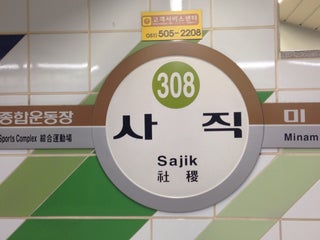 고객서비스센터
(051) 505-2208
308
종합운동장
Sports Complex 綜合運動場
사직
Sajik
社稷
미
Minam